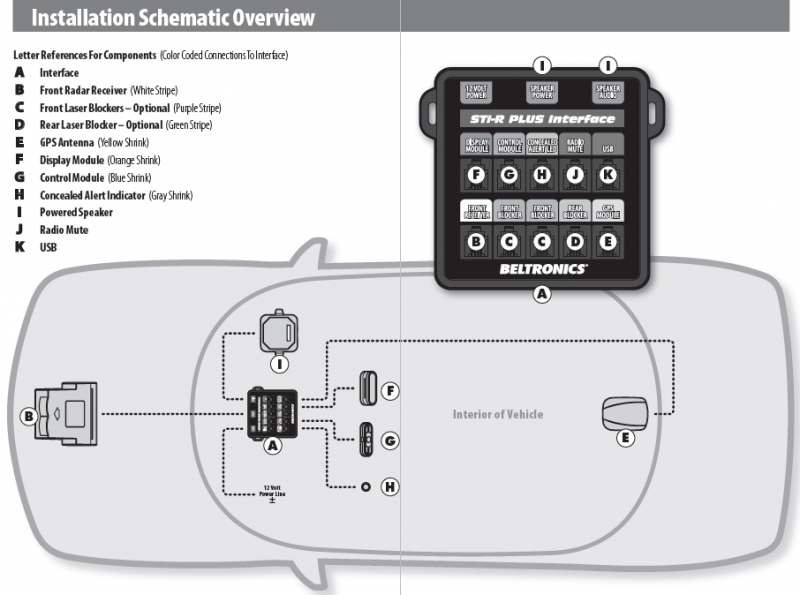 Installation Schematic Overview
Letter References For Components (Color Coded Connections To Interface)
A Interface
B Front Radar Receiver (White Stripe)
C Front Laser Blockers – Optional (Purple Stripe)
D Rear Laser Blocker – Optional (Green Stripe)
E GPS Antenna (Yellow Shrink)
F Display Module (Orange Shrink)
G Control Module (Blue Shrink)
H Concealed Alert Indicator (Gray Shrink)
I Powered Speaker
J Radio Mute
K USB
I I
12 VOLT POWER SPEAKER POWER SPEAKER AUDIO
STi-R PLUS Interface
DISPLAY MODULE CONTROL MODULE CONCEALED ALERT LED RADIO MUTE USB
F G H J K
FRONT RECEIVER FRONT BLOCKER FRONT BLOCKER REAR BLOCKER GPS MODULE
B C C D E
BELTRONICS
A
I
F
B
Interior of Vehicle
E
G
A
H
12 Volt
Power Line
±